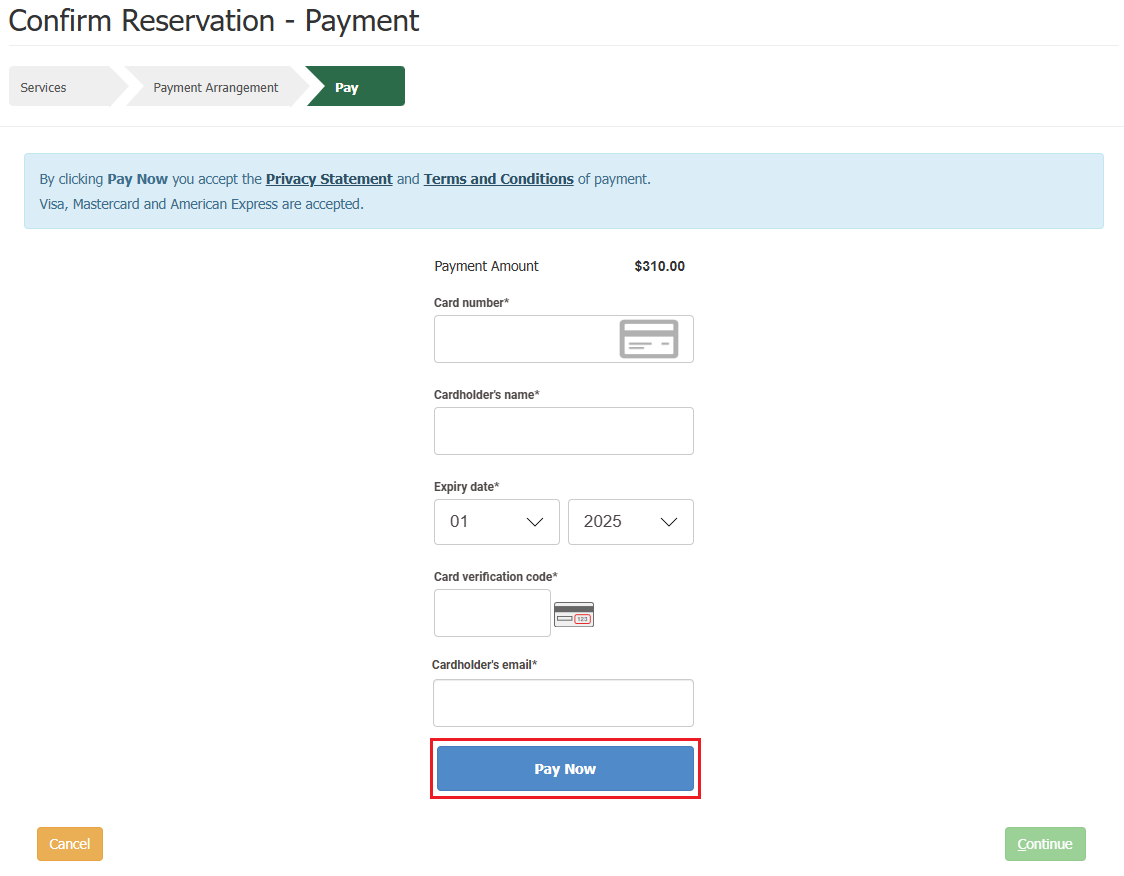 Confirm Reservation - Payment
Services
Payment Arrangement
Pay
By clicking Pay Now you accept the Privacy Statement and Terms and Conditions of payment.
Visa, Mastercard and American Express are accepted.
Payment Amount $310.00
Card number*
Cardholder's name*
Expiry date*
01
2025
Card verification code*
123
Cardholder's email*
Pay Now
Cancel
Continue